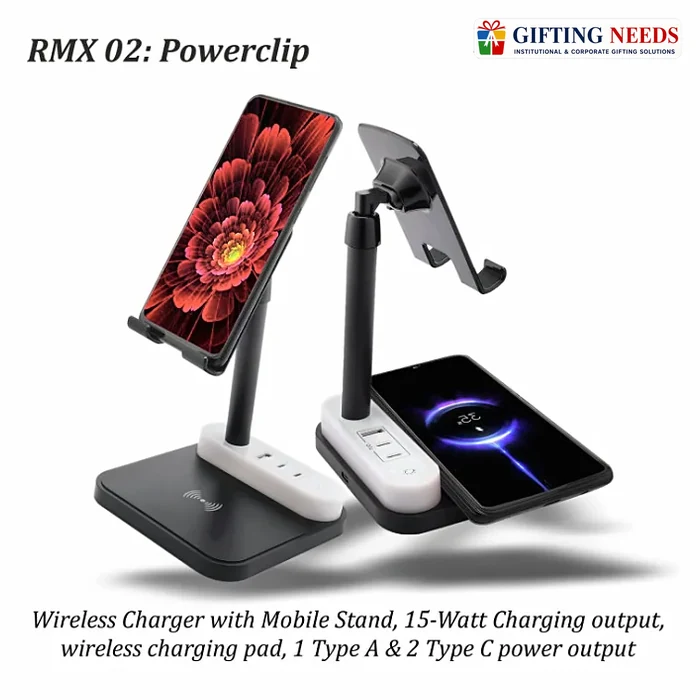 RMX 02: Powerclip
GIFTING NEEDS
INSTITUTIONAL & CORPORATE GIFTING SOLUTIONS
Wireless Charger with Mobile Stand, 15-Watt Charging output,
wireless charging pad, 1 Type A & 2 Type C power output